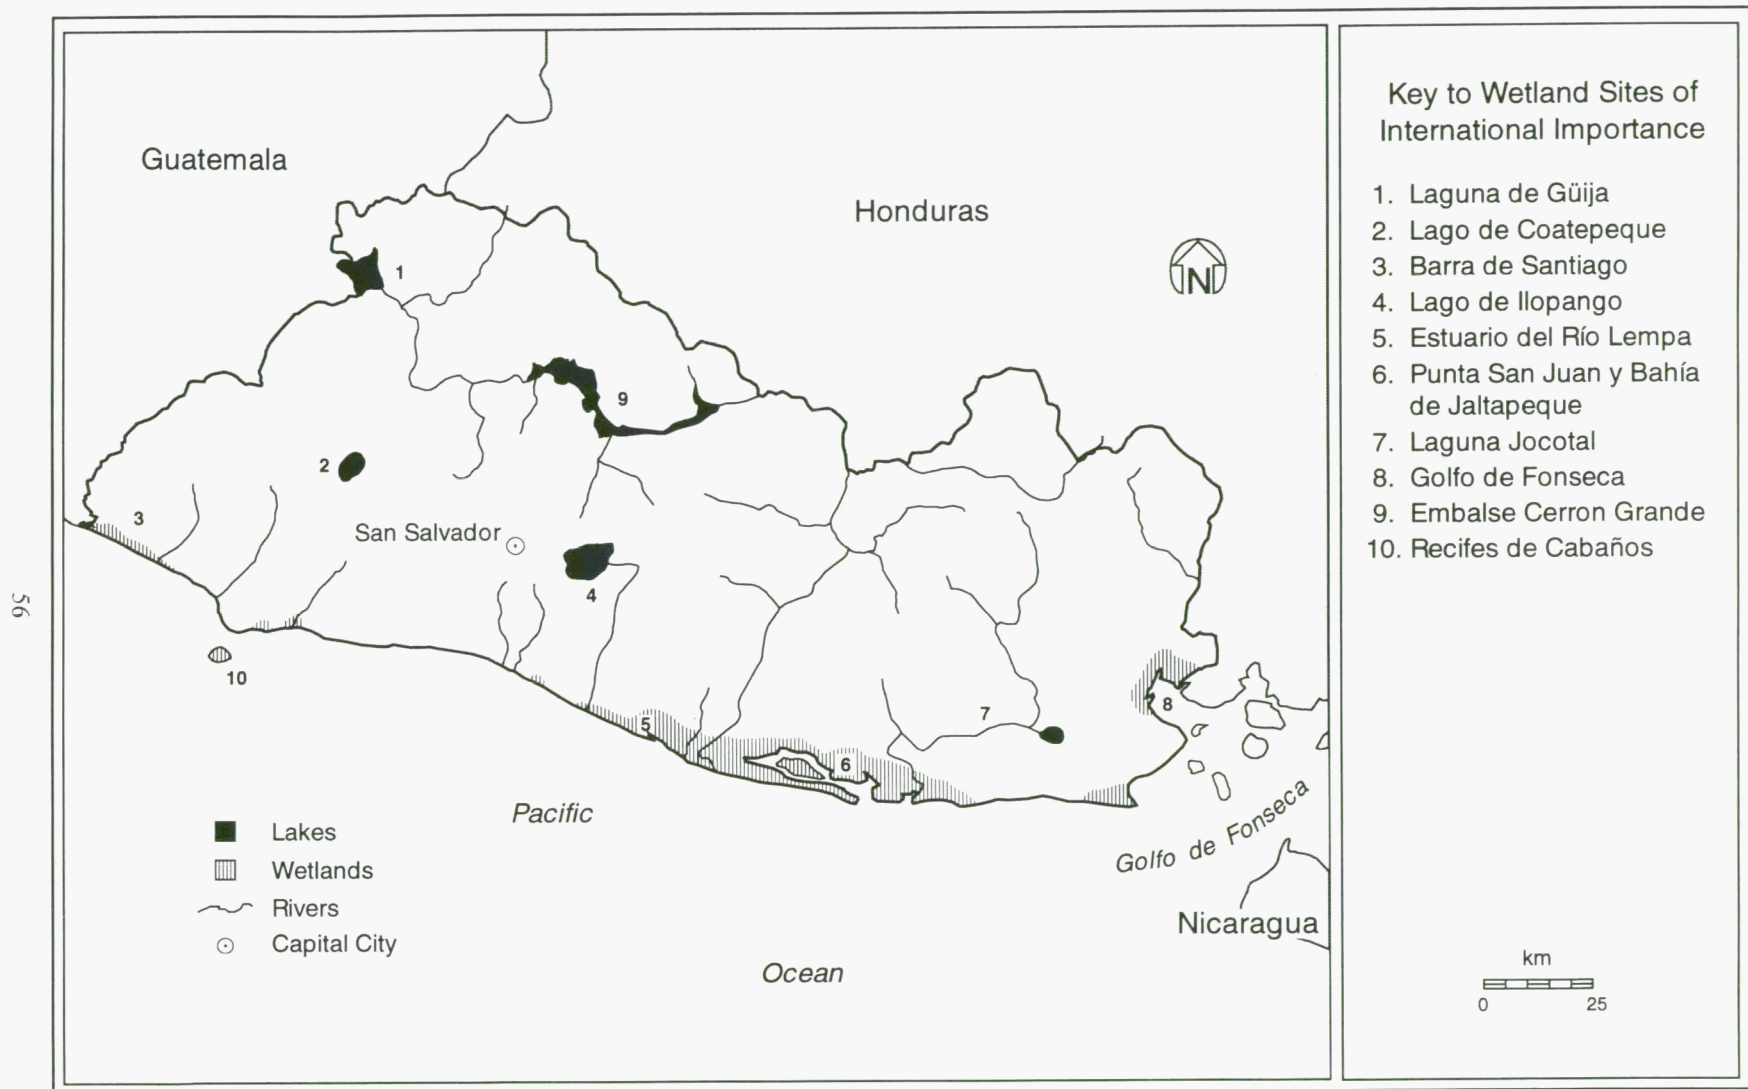 Guatemala
Honduras
N
1
9
2
3
San Salvador
4
10
5
6
7
8
Pacific
Golfo de Fonseca
Nicaragua
Ocean
Lakes
Wetlands
Rivers
Capital City
56
Key to Wetland Sites of
International Importance
1. Laguna de Güija
2. Lago de Coatepeque
3. Barra de Santiago
4. Lago de Ilopango
5. Estuario del Río Lempa
6. Punta San Juan y Bahía
de Jaltapeque
7. Laguna Jocotal
8. Golfo de Fonseca
9. Embalse Cerron Grande
10. Recifes de Cabaños
km
0 25